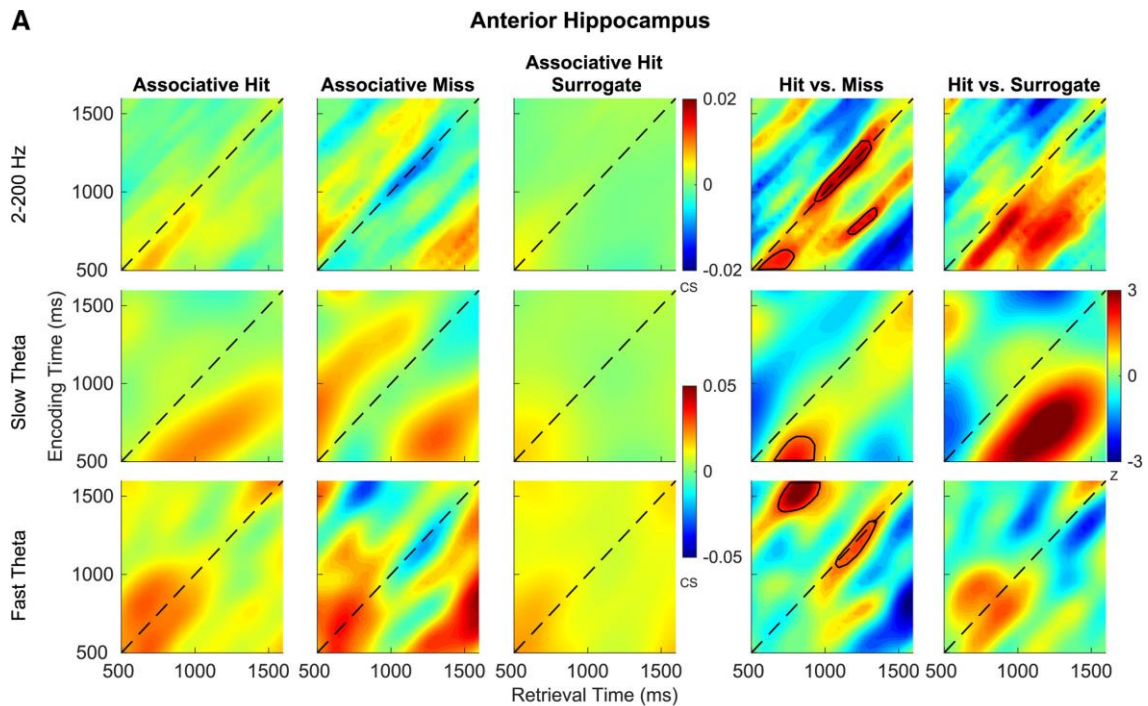 A
Anterior Hippocampus
Associative Hit
Associative Miss
Associative Hit
Surrogate
Hit vs. Miss
Hit vs. Surrogate
2-200 Hz
1500
1000
500
0.02
0
-0.02
CS
Encoding Time (ms)
Slow Theta
1500
1000
500
0.05
0
-0.05
CS
3
0
-3
Z
Fast Theta
1500
1000
500
500 1000 1500
500 1000 1500
500 1000 1500
500 1000 1500
500 1000 1500
Retrieval Time (ms)